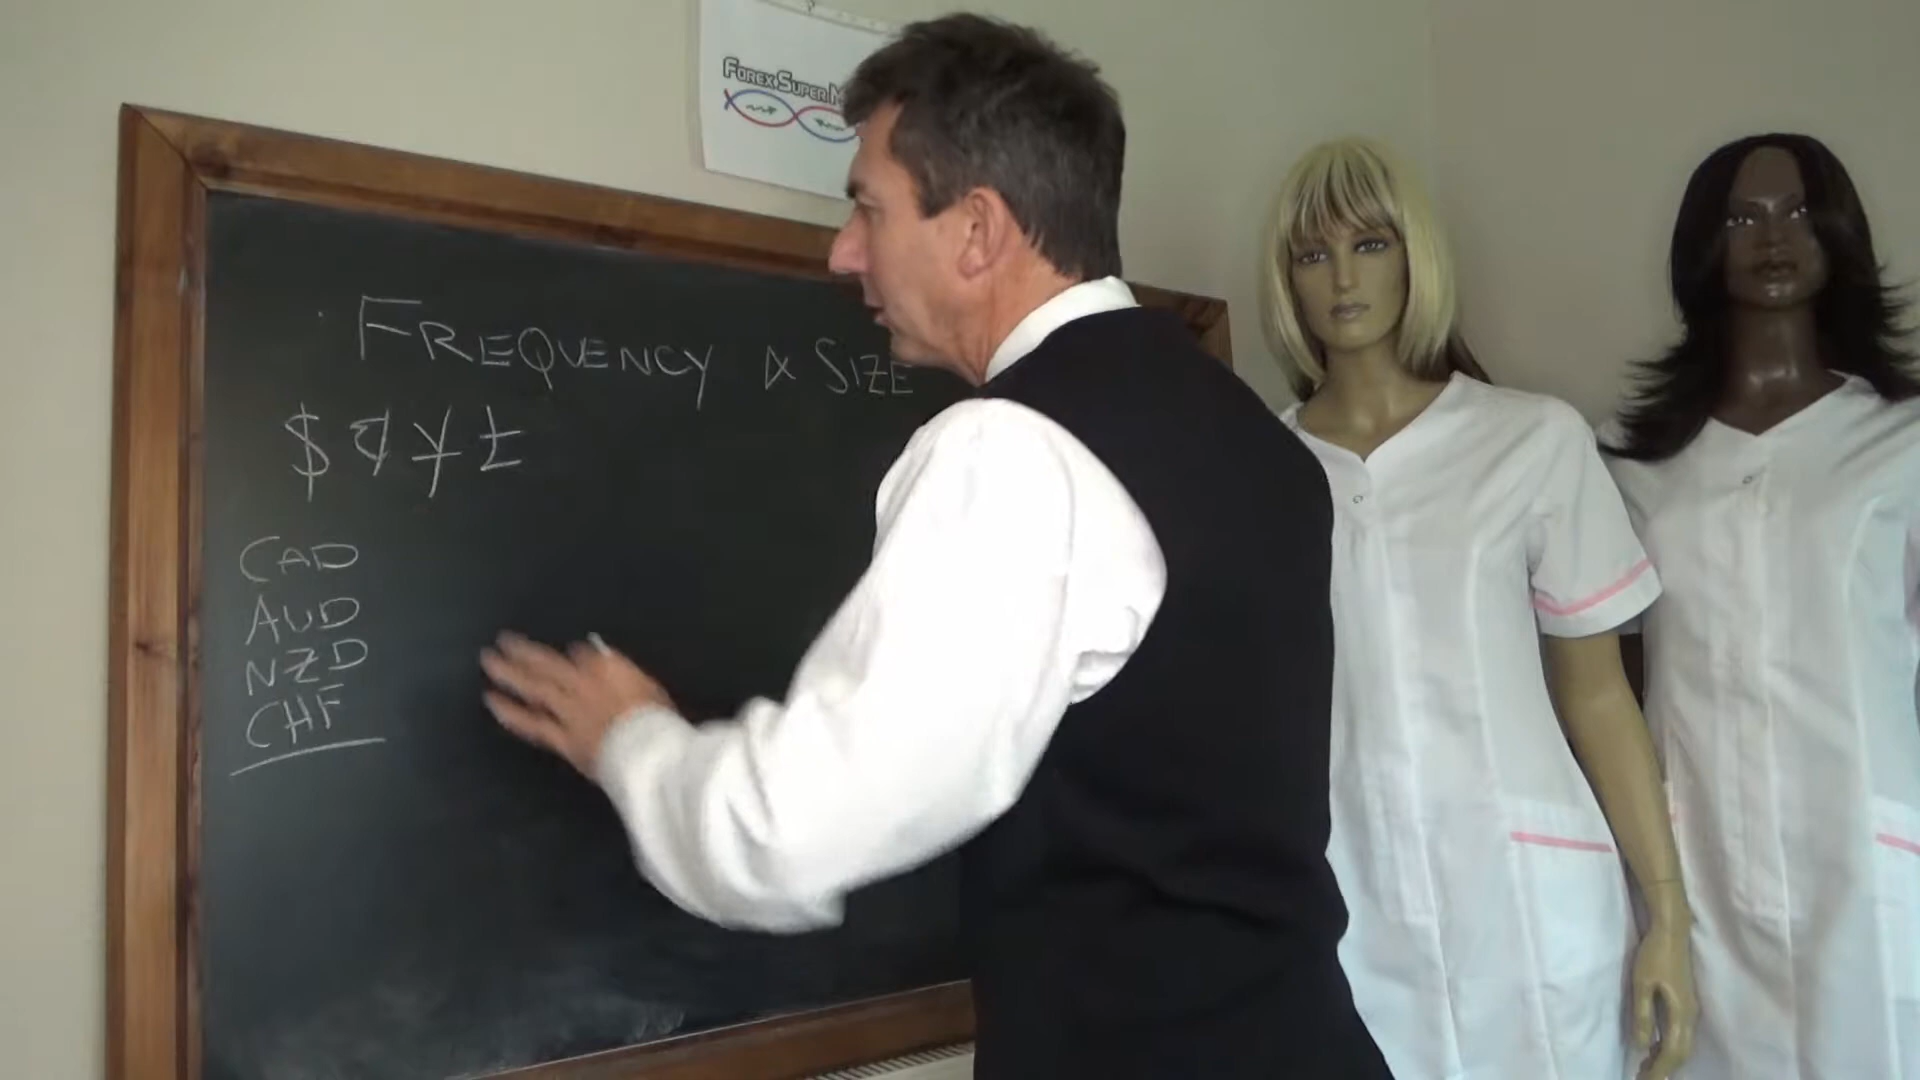 Forex Super M
Frequency & Size
$ € ¥ £
CAD
AUD
NZD
CHF